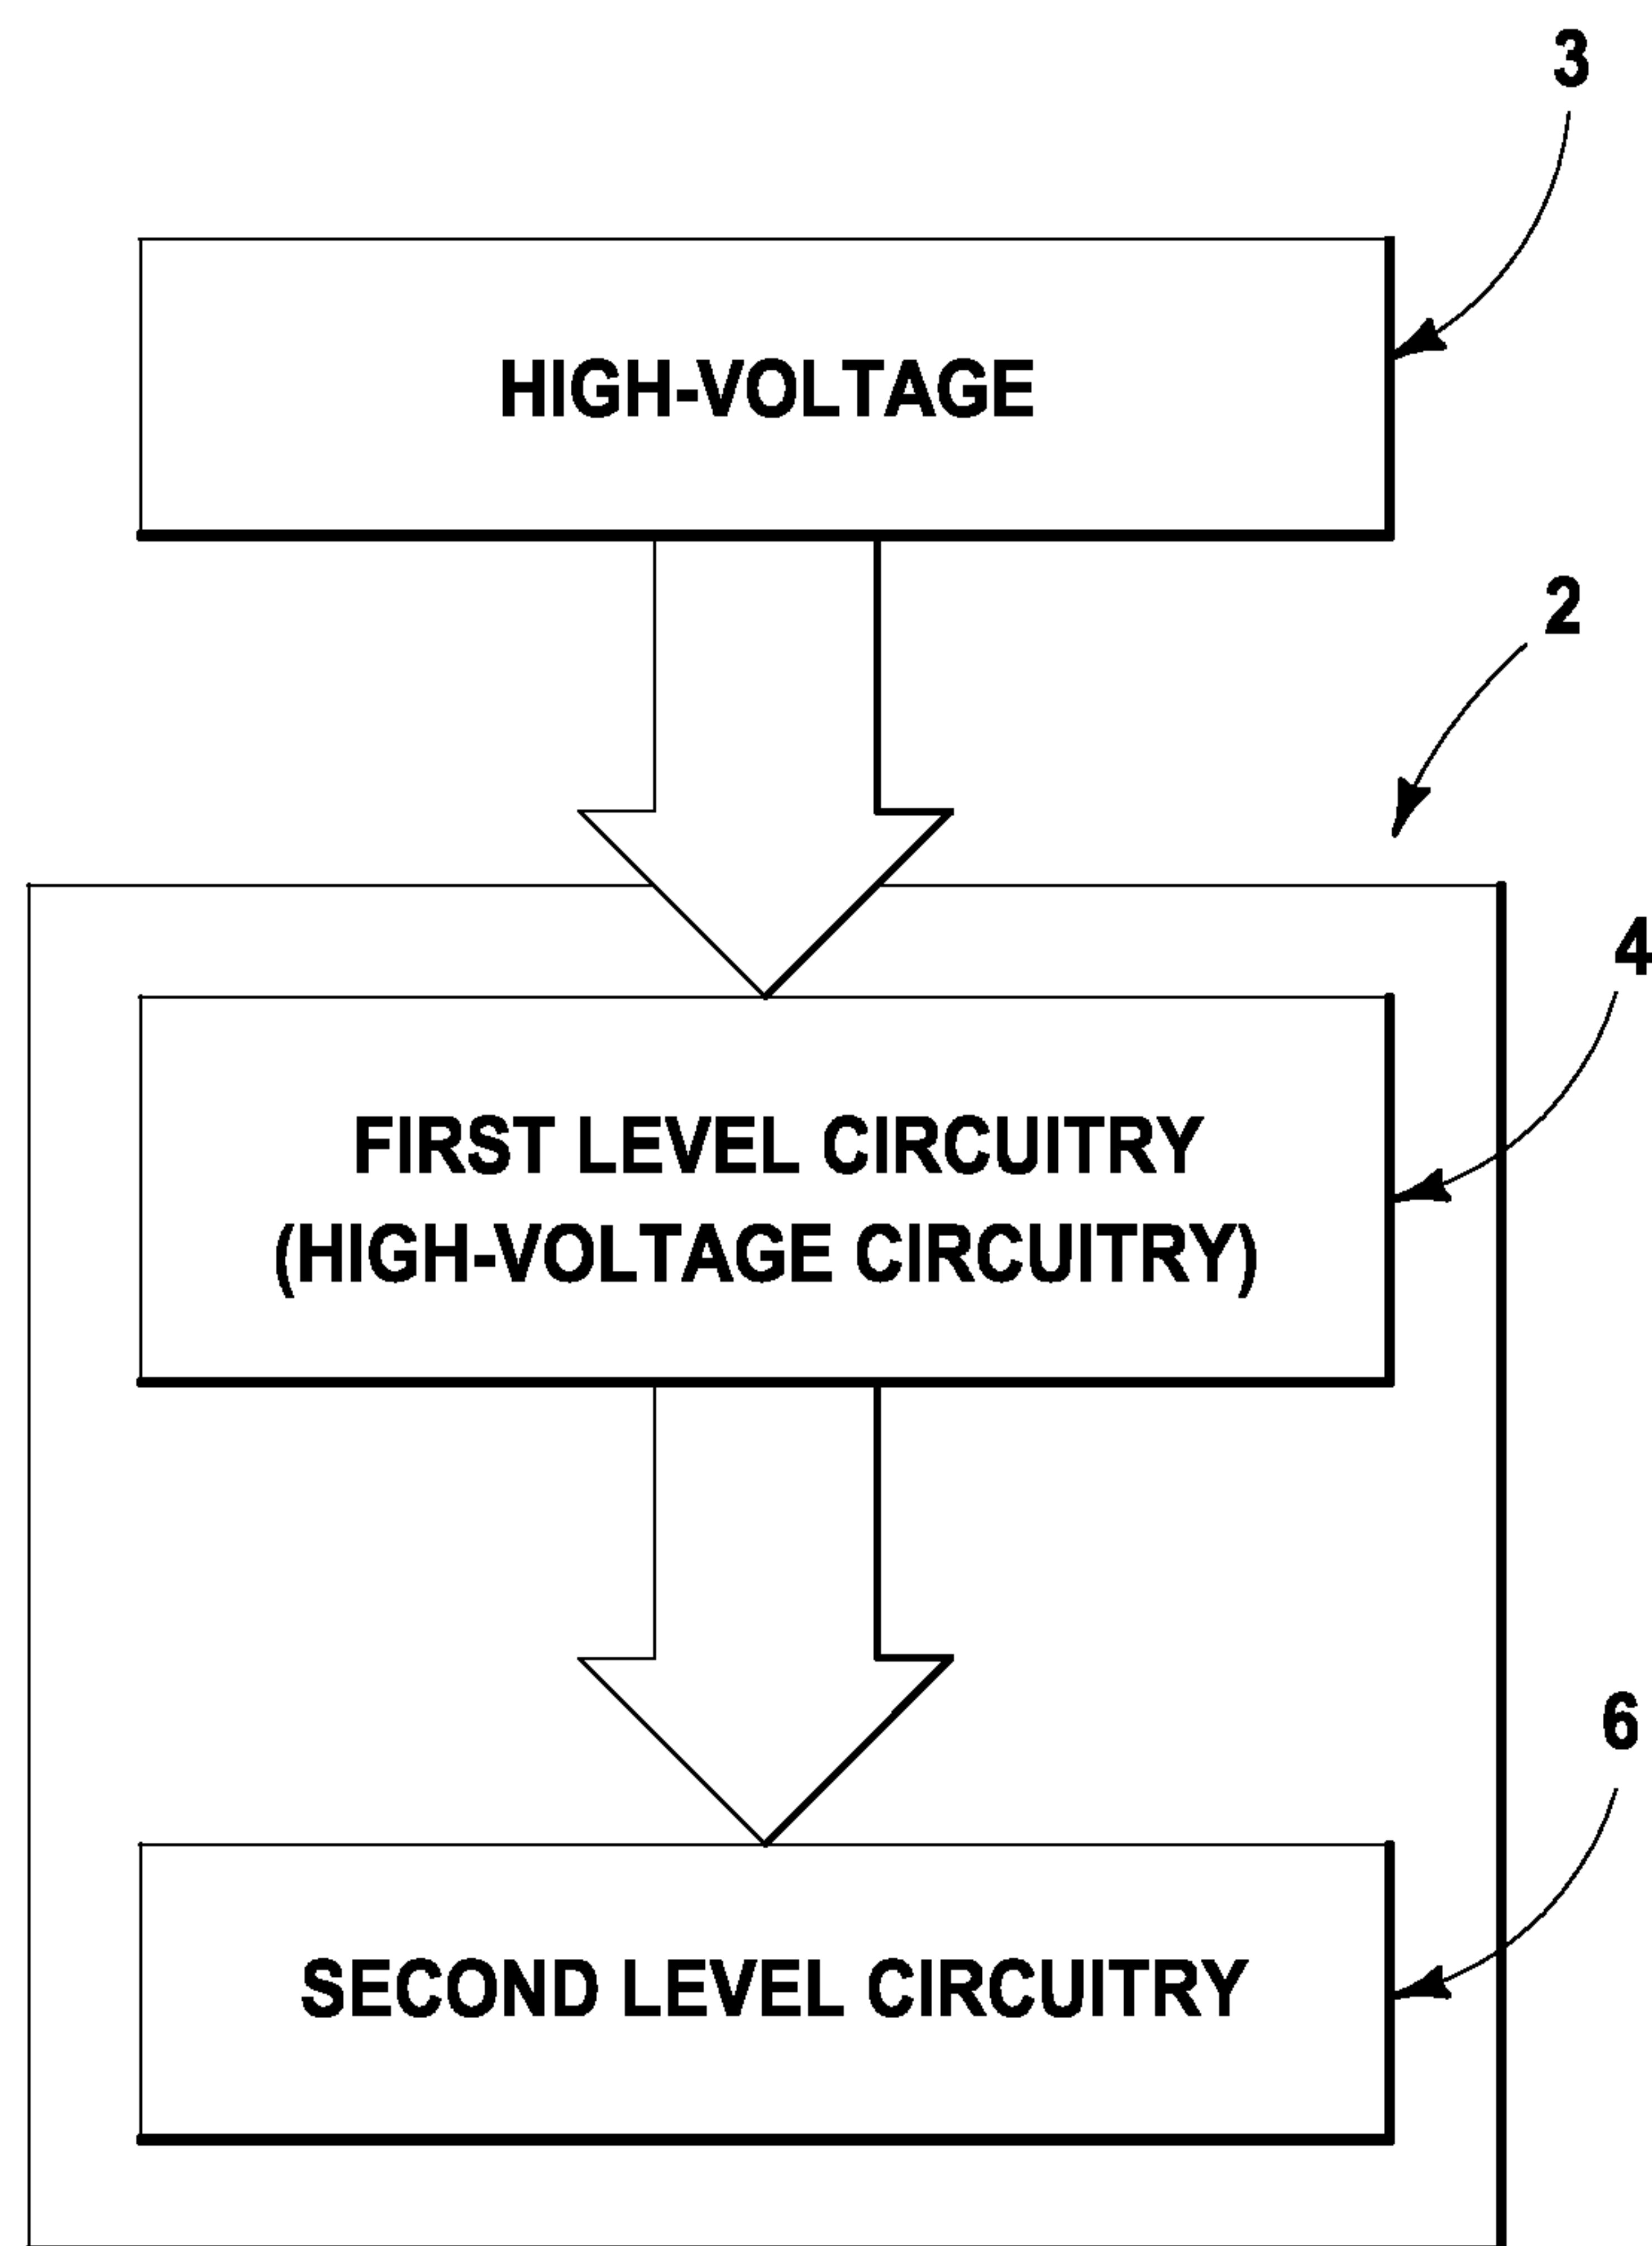 3
HIGH-VOLTAGE
2
4
FIRST LEVEL CIRCUITRY
(HIGH-VOLTAGE CIRCUITRY)
6
SECOND LEVEL CIRCUITRY